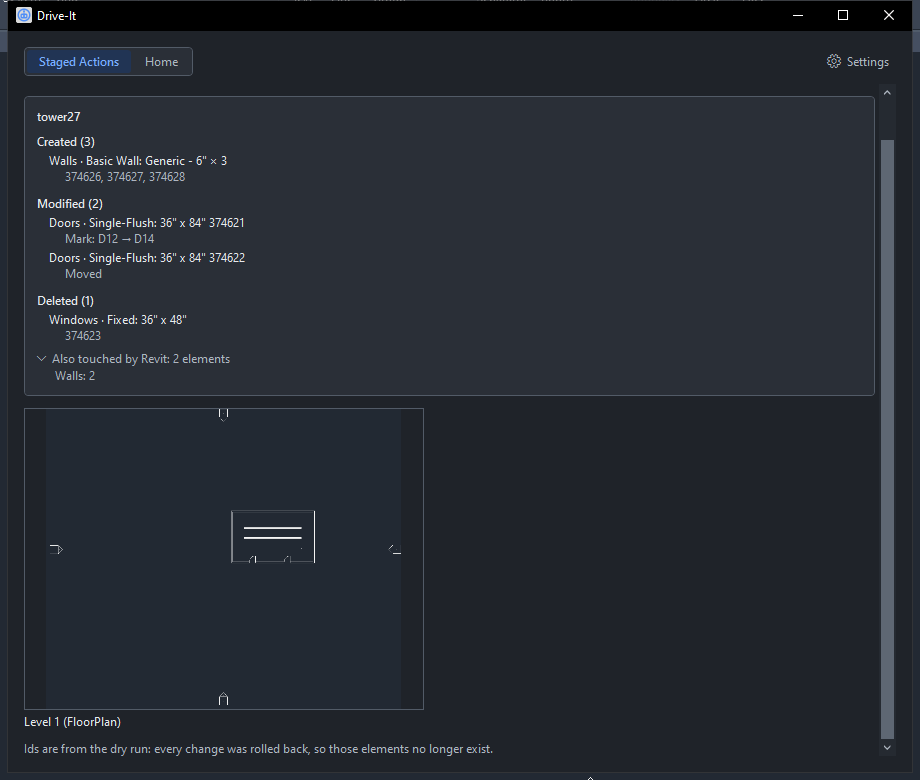 Drive-It
Staged Actions
Home
Settings
tower27
Created (3)
Walls · Basic Wall: Generic - 6" × 3
374626, 374627, 374628
Modified (2)
Doors · Single-Flush: 36" x 84" 374621
Mark: D12 → D14
Doors · Single-Flush: 36" x 84" 374622
Moved
Deleted (1)
Windows · Fixed: 36" x 48"
374623
Also touched by Revit: 2 elements
Walls: 2
Level 1 (FloorPlan)
Ids are from the dry run: every change was rolled back, so those elements no longer exist.